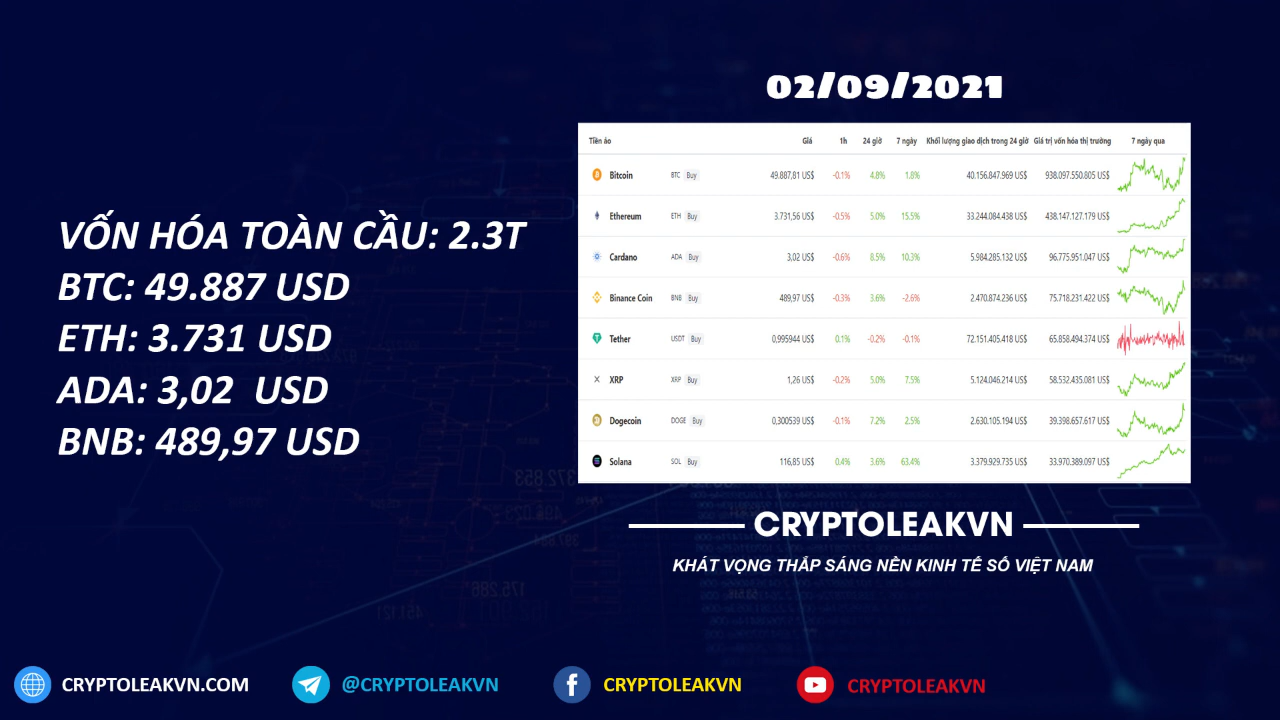 02/09/2021
VỐN HÓA TOÀN CẦU: 2.3T
BTC: 49.887 USD
ETH: 3.731 USD
ADA: 3,02 USD
BNB: 489,97 USD
Tiền ảo Giá 1h 24 giờ 7 ngày Khối lượng giao dịch trong 24 giờ Giá trị vốn hóa thị trường 7 ngày qua
Bitcoin BTC Buy 49.887,81 US$ -0.1% 4.8% 1.8% 40.156.847.969 US$ 938.097.550.805 US$
Ethereum ETH Buy 3.731,56 US$ -0.5% 5.0% 15.5% 33.244.084.438 US$ 438.147.127.179 US$
Cardano ADA Buy 3,02 US$ -0.6% 8.5% 10.3% 5.984.285.132 US$ 96.775.951.047 US$
Binance Coin BNB Buy 489,97 US$ -0.3% 3.6% -2.6% 2.470.874.236 US$ 75.718.231.422 US$
Tether USDT Buy 0,995944 US$ 0.1% -0.2% -0.1% 72.151.405.418 US$ 65.858.494.374 US$
XRP XRP Buy 1,26 US$ -0.2% 5.0% 7.5% 5.124.046.214 US$ 58.532.435.081 US$
Dogecoin DOGE Buy 0,300539 US$ -0.1% 7.2% 2.5% 2.630.105.194 US$ 39.398.657.617 US$
Solana SOL Buy 116,85 US$ 0.4% 3.6% 63.4% 3.379.929.735 US$ 33.970.389.097 US$
CRYPTOLEAKVN
KHÁT VỌNG THẮP SÁNG NỀN KINH TẾ SỐ VIỆT NAM
CRYPTOLEAKVN.COM @CRYPTOLEAKVN CRYPTOLEAKVN CRYPTOLEAKVN